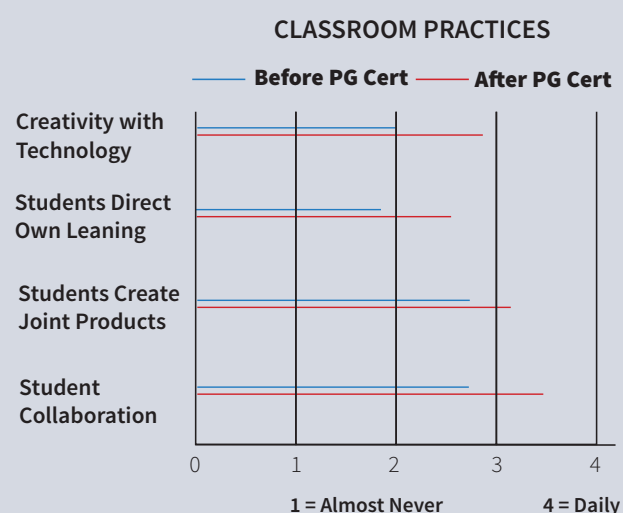 CLASSROOM PRACTICES
Before PG Cert After PG Cert
Creativity with
Technology
Students Direct
Own Leaning
Students Create
Joint Products
Student
Collaboration
0 1 2 3 4
1 = Almost Never 4 = Daily